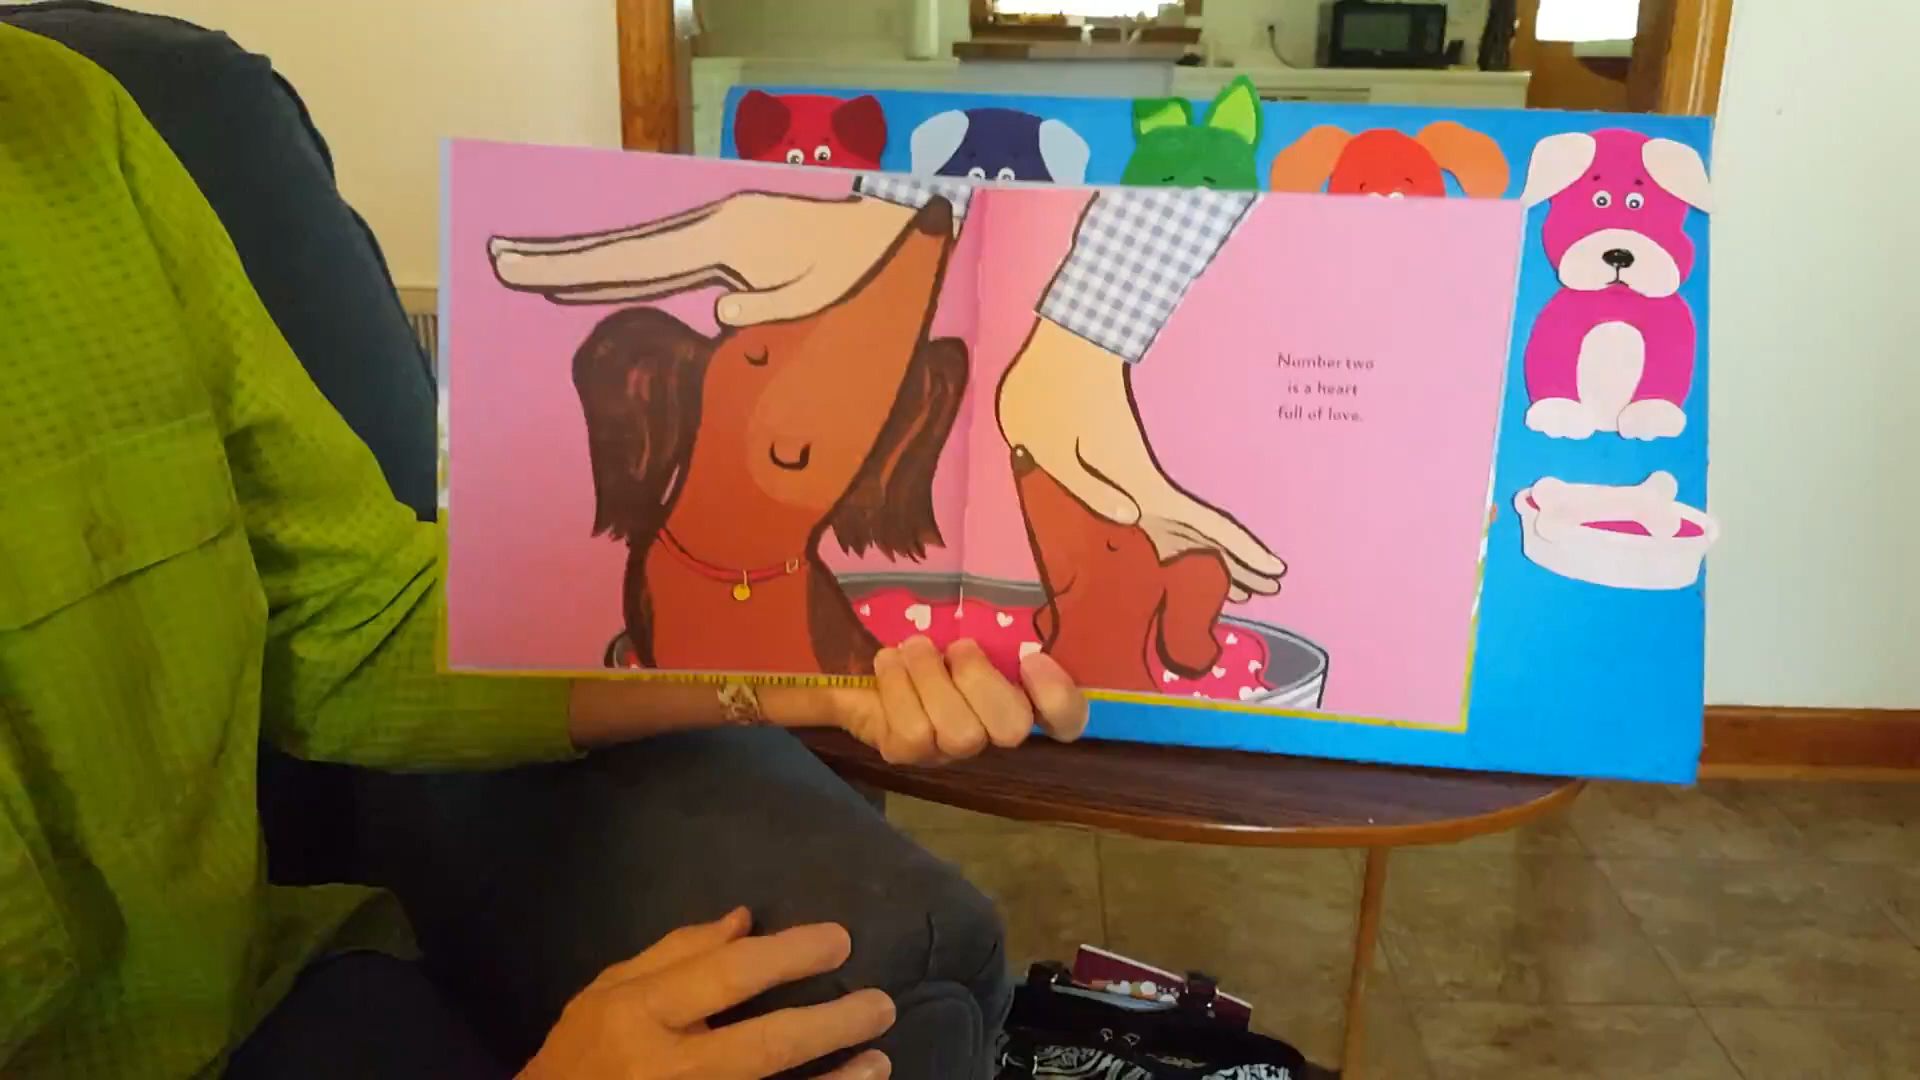 Number two
is a heart
full of love.